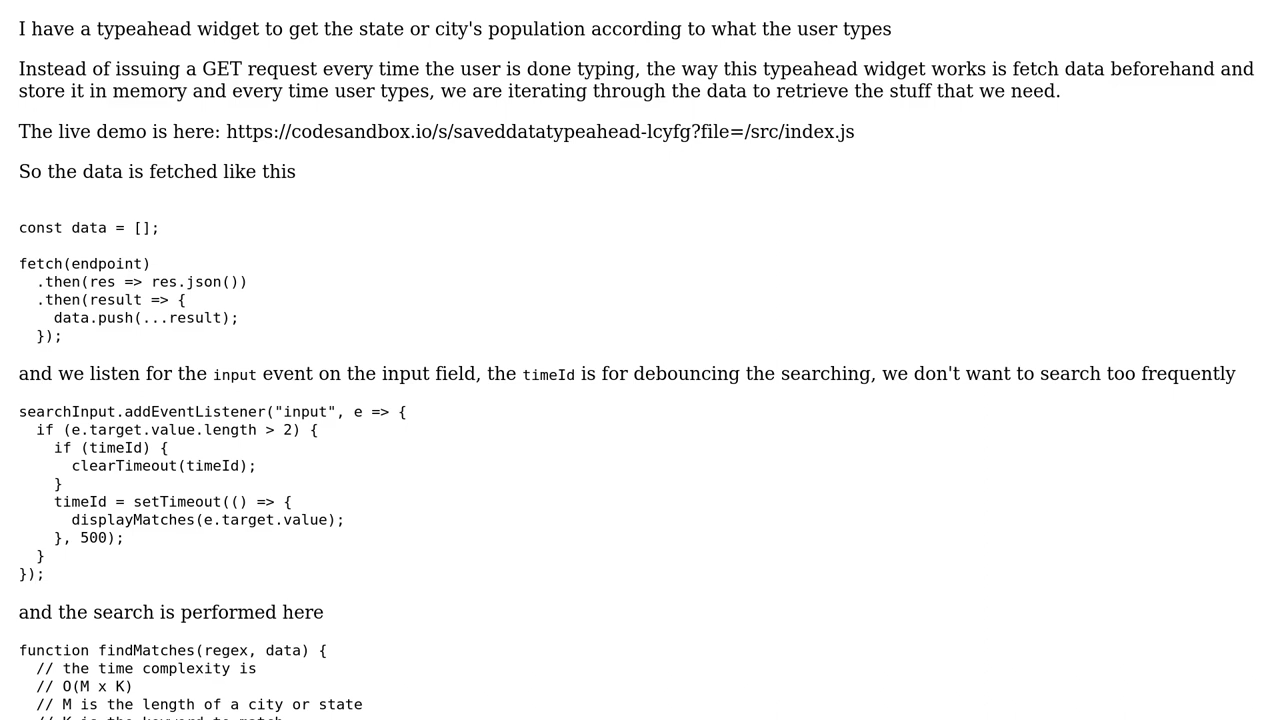 I have a typeahead widget to get the state or city's population according to what the user types
Instead of issuing a GET request every time the user is done typing, the way this typeahead widget works is fetch data beforehand and
store it in memory and every time user types, we are iterating through the data to retrieve the stuff that we need.
The live demo is here: https://codesandbox.io/s/saveddatatypeahead-lcyfg?file=/src/index.js
So the data is fetched like this
const data = [];
fetch(endpoint)
  .then(res => res.json())
  .then(result => {
    data.push(...result);
  });
and we listen for the input event on the input field, the timeId is for debouncing the searching, we don't want to search too frequently
searchInput.addEventListener("input", e => {
  if (e.target.value.length > 2) {
    if (timeId) {
      clearTimeout(timeId);
    }
    timeId = setTimeout(() => {
      displayMatches(e.target.value);
    }, 500);
  }
});
and the search is performed here
function findMatches(regex, data) {
  // the time complexity is
  // O(M x K)
  // M is the length of a city or state
  // K is the keyword to match